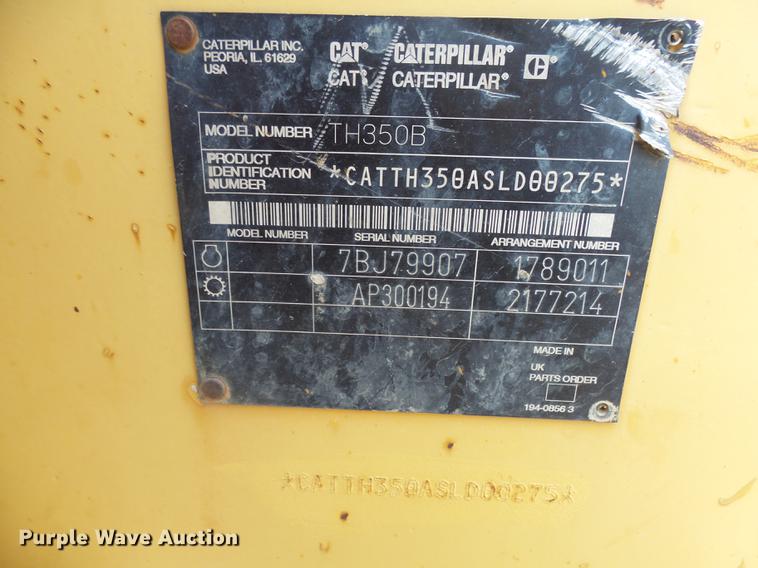 CATERPILLAR INC.
PEORIA, IL. 61629
USA
CAT® CATERPILLAR®
CAT® CATERPILLAR® C®
MODEL NUMBER TH350B
PRODUCT
IDENTIFICATION
NUMBER *CATTH350ASLD00275*
MODEL NUMBER SERIAL NUMBER ARRANGEMENT NUMBER
7BJ79907 1789011
AP300194 2177214
MADE IN
UK
PARTS ORDER
194-0856 3
*CATTH350ASLD00275*
Purple Wave Auction